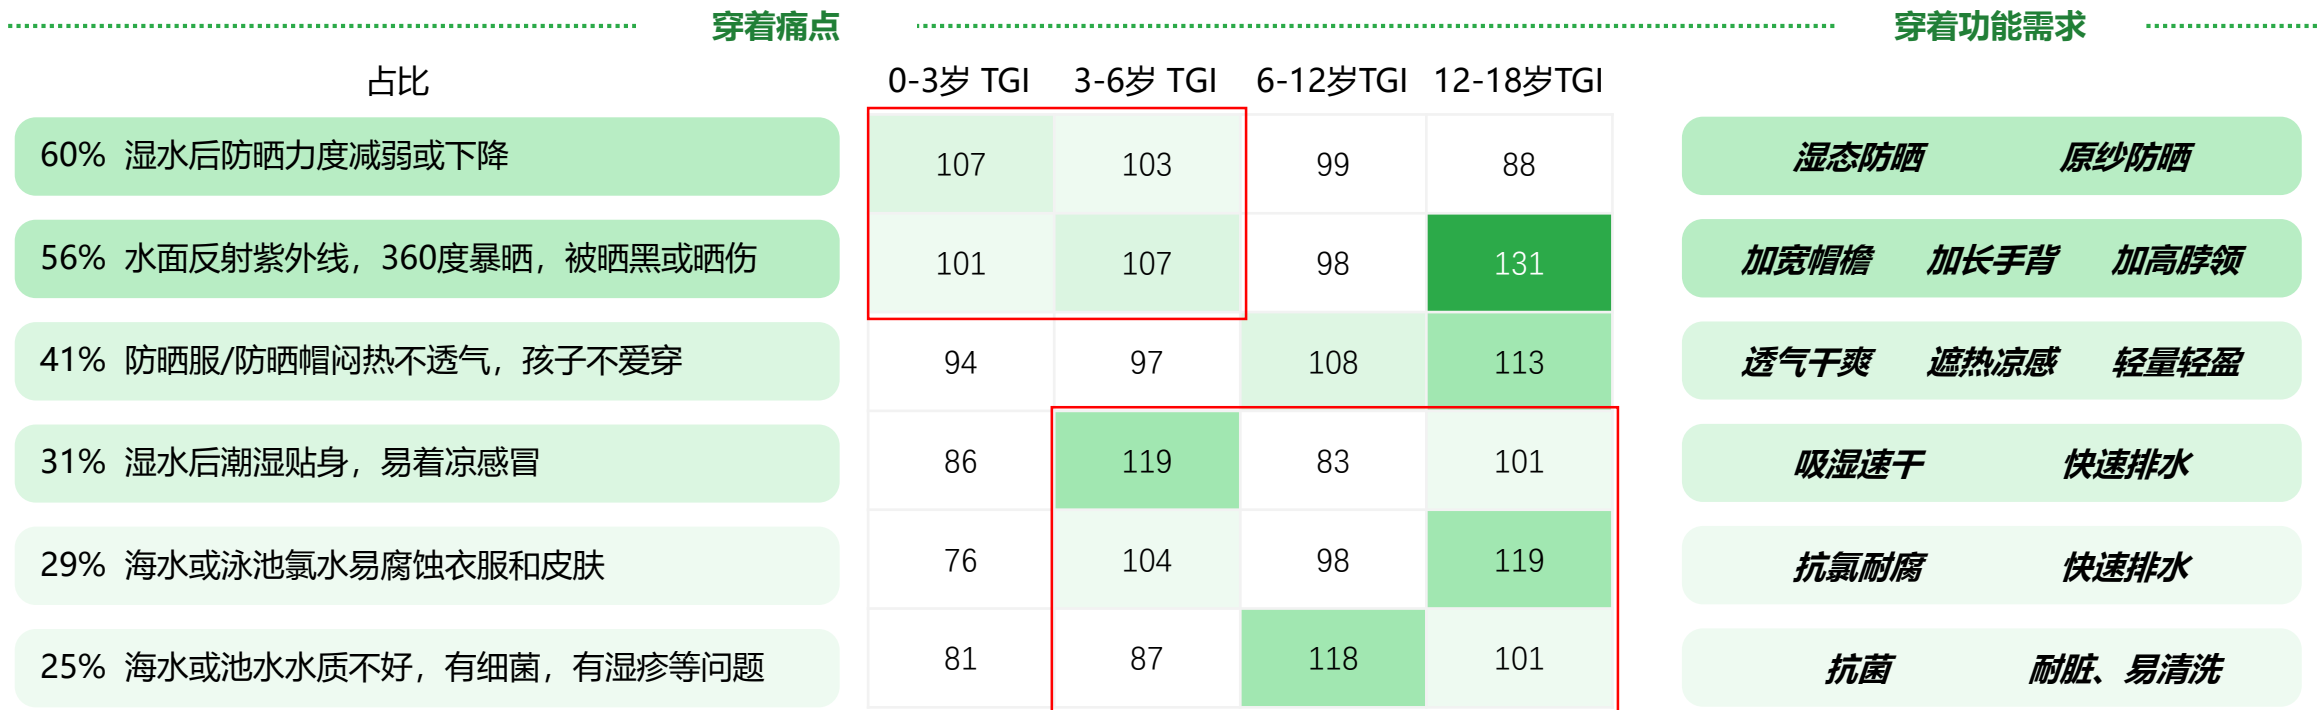 穿着痛点 穿着功能需求
占比 0-3岁 TGI 3-6岁 TGI 6-12岁TGI 12-18岁TGI
60% 湿水后防晒力度减弱或下降 107 103 99 88 湿态防晒 原纱防晒
56% 水面反射紫外线，360度暴晒，被晒黑或晒伤 101 107 98 131 加宽帽檐 加长手背 加高脖领
41% 防晒服/防晒帽闷热不透气，孩子不爱穿 94 97 108 113 透气干爽 遮热凉感 轻量轻盈
31% 湿水后潮湿贴身，易着凉感冒 86 119 83 101 吸湿速干 快速排水
29% 海水或泳池氯水易腐蚀衣服和皮肤 76 104 98 119 抗氯耐腐 快速排水
25% 海水或池水水质不好，有细菌，有湿疹等问题 81 87 118 101 抗菌 耐脏、易清洗